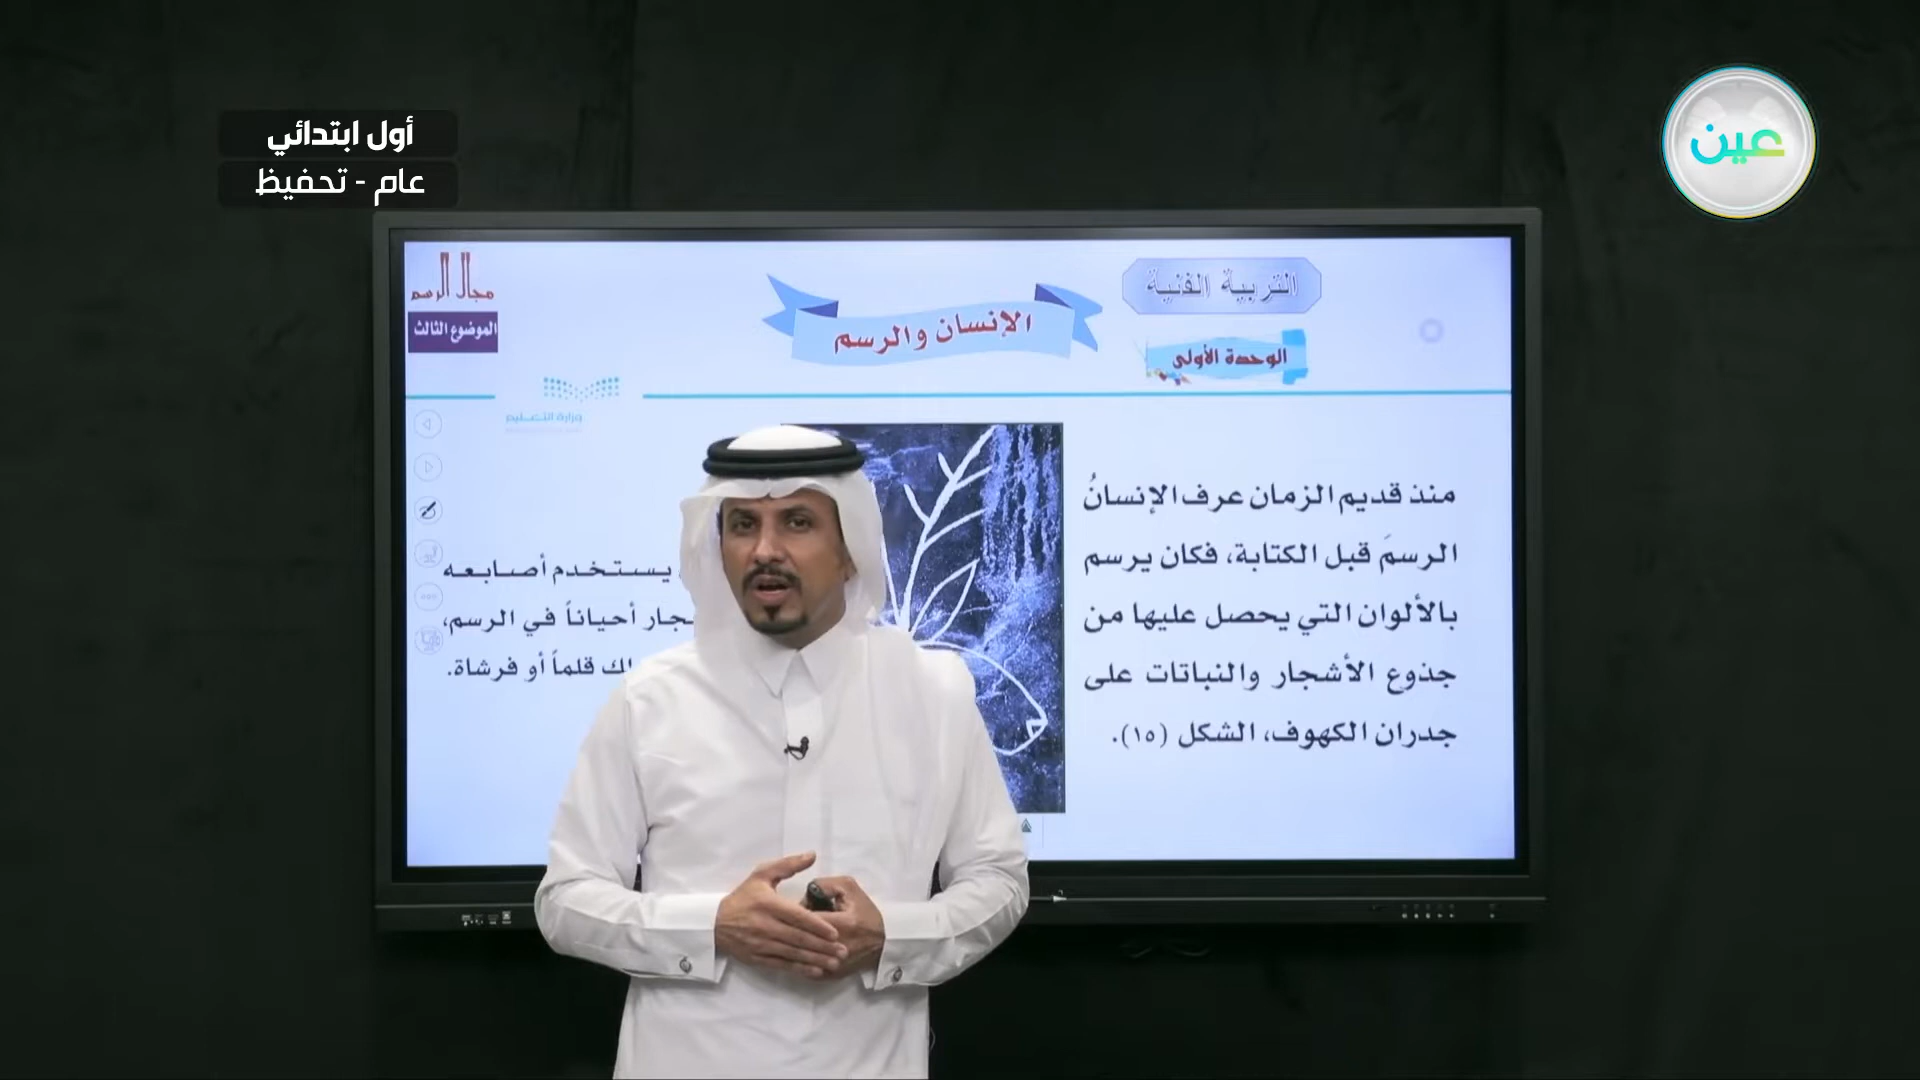 أول ابتدائي
عام - تحفيظ
عين
مجال الرسم
الموضوع الثالث
التربية الفنية
الوحدة الأولى
الإنسان والرسم
وزارة التعليم
منذ قديم الزمان عرف الإنسانُ
الرسمَ قبل الكتابة، فكان يرسم
بالألوان التي يحصل عليها من
جذوع الأشجار والنباتات على
جدران الكهوف، الشكل (١٥).
يستخدم أصابعه
أحياناً في الرسم،
قلماً أو فرشاة.